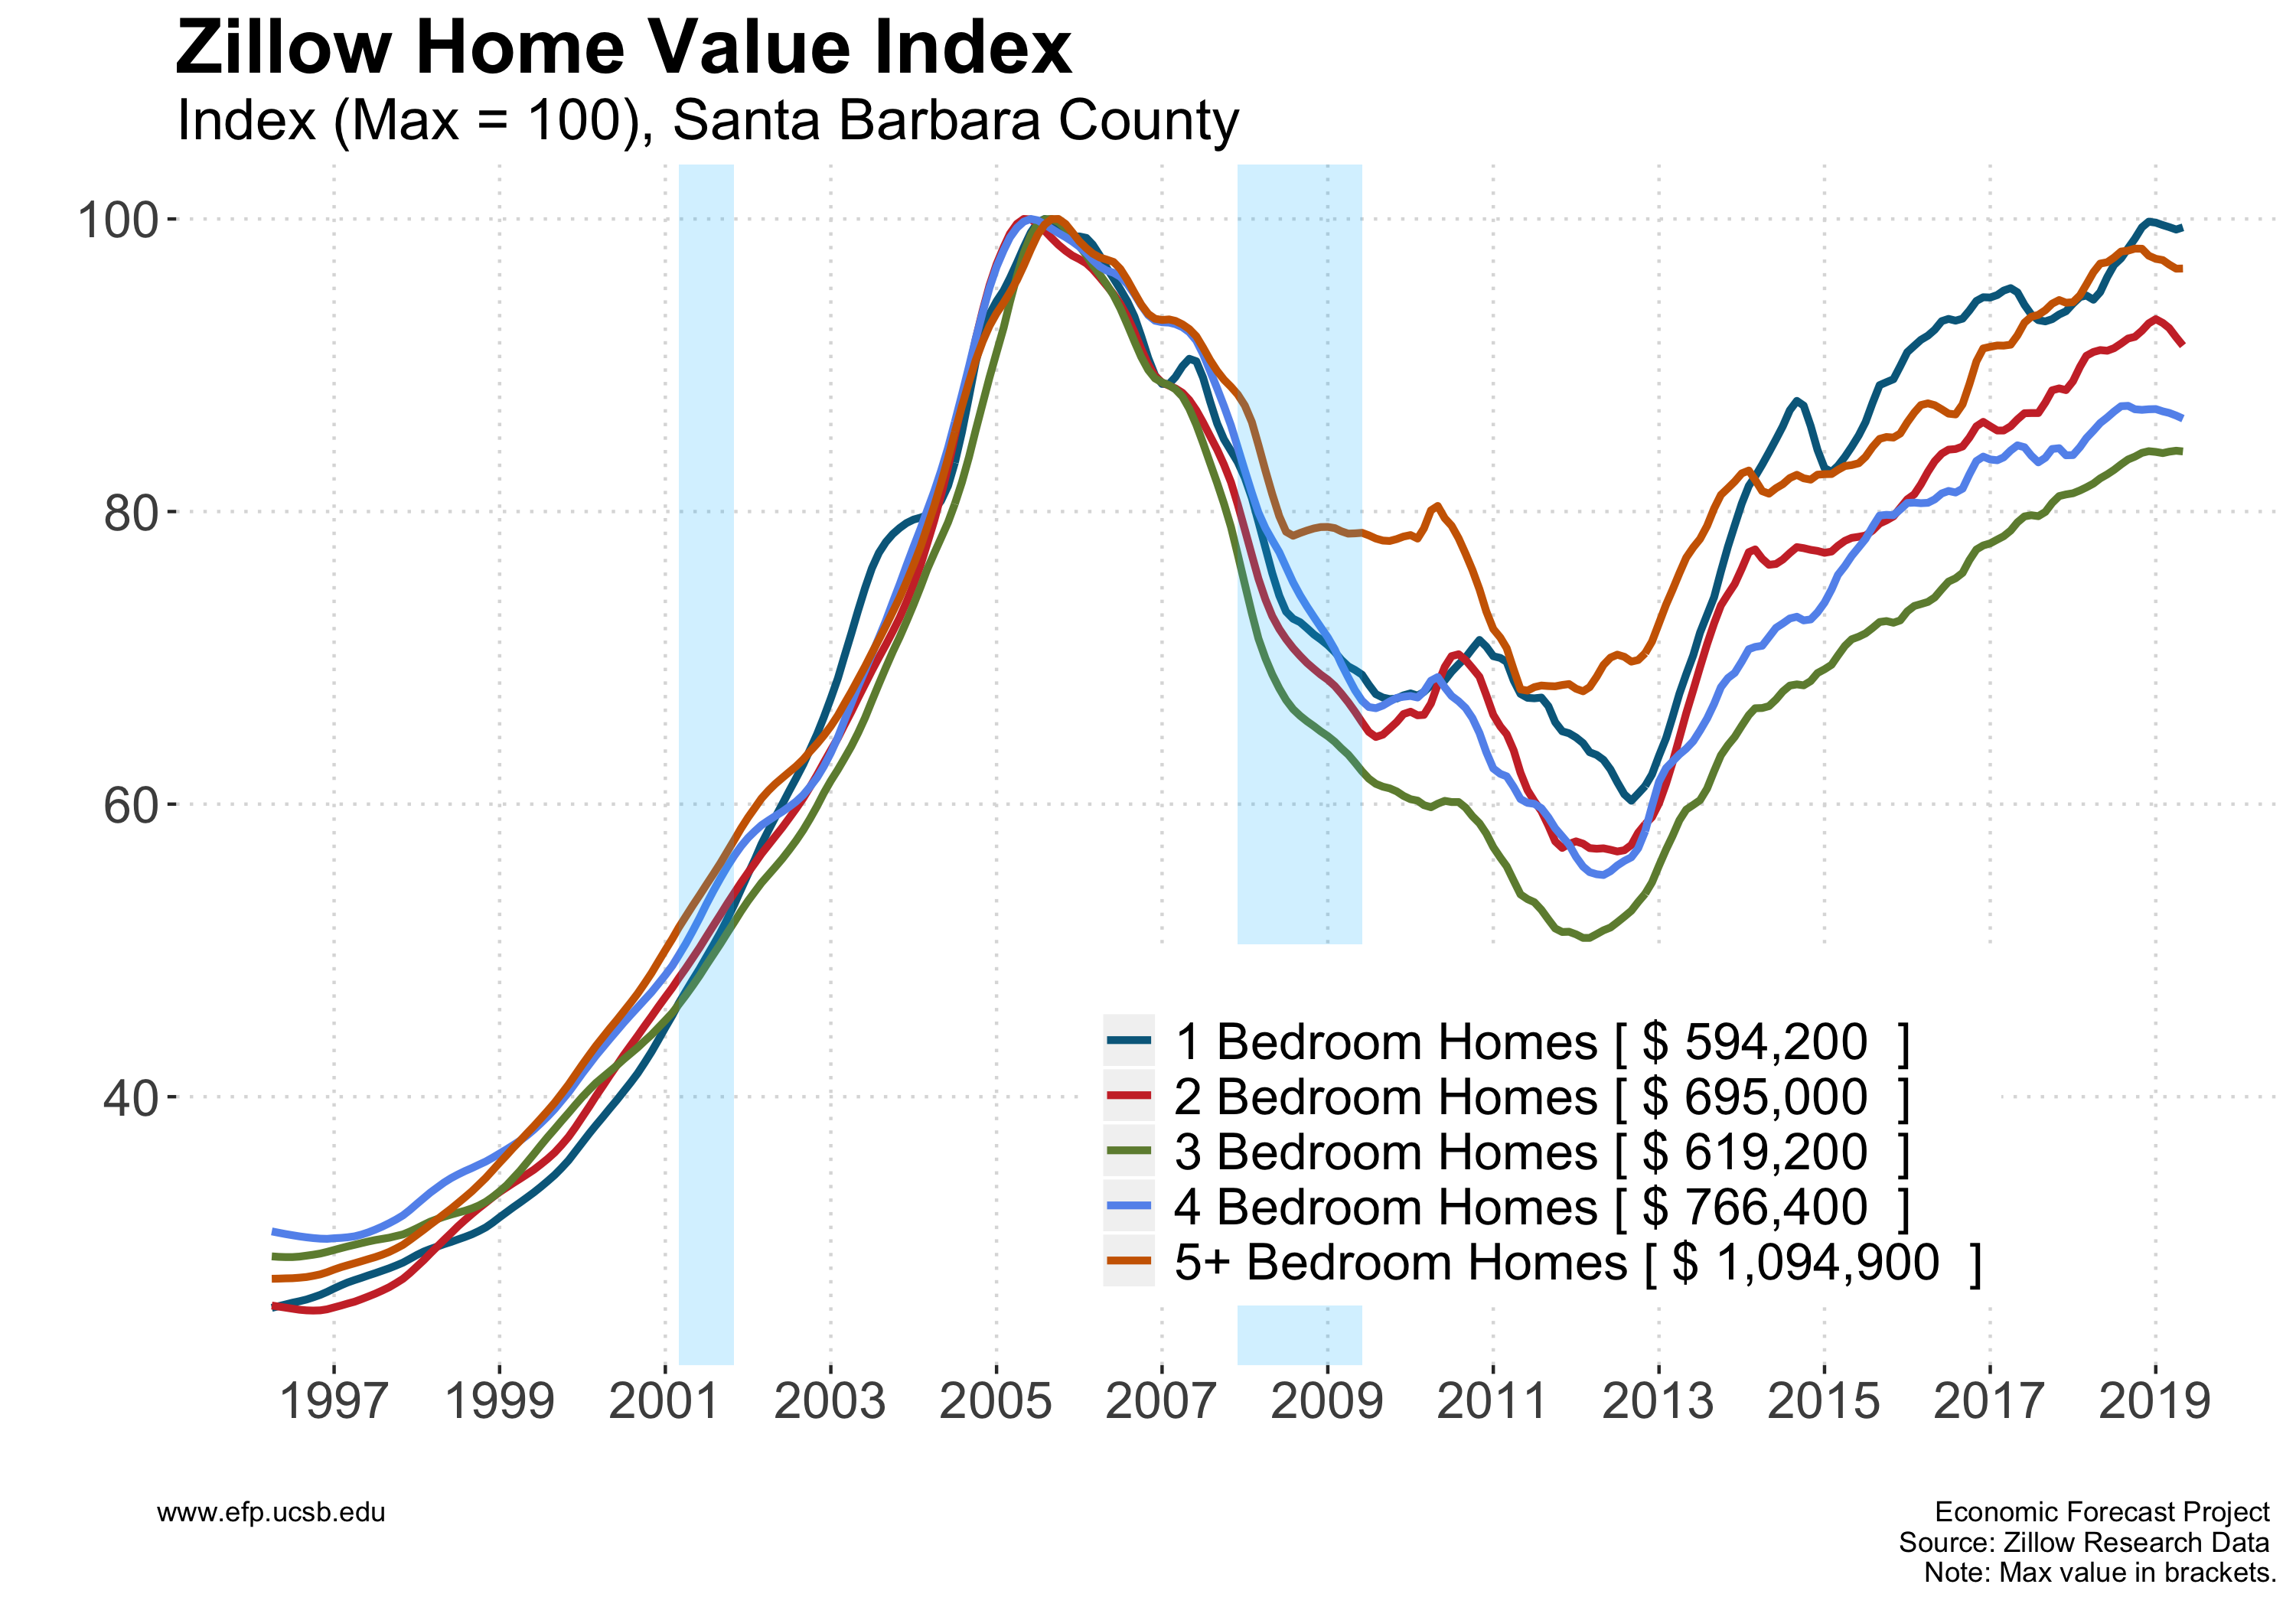 Zillow Home Value Index
Index (Max = 100), Santa Barbara County
100
80
60
40
1 Bedroom Homes [ $ 594,200 ]
2 Bedroom Homes [ $ 695,000 ]
3 Bedroom Homes [ $ 619,200 ]
4 Bedroom Homes [ $ 766,400 ]
5+ Bedroom Homes [ $ 1,094,900 ]
1997 1999 2001 2003 2005 2007 2009 2011 2013 2015 2017 2019
www.efp.ucsb.edu
Economic Forecast Project
Source: Zillow Research Data
Note: Max value in brackets.